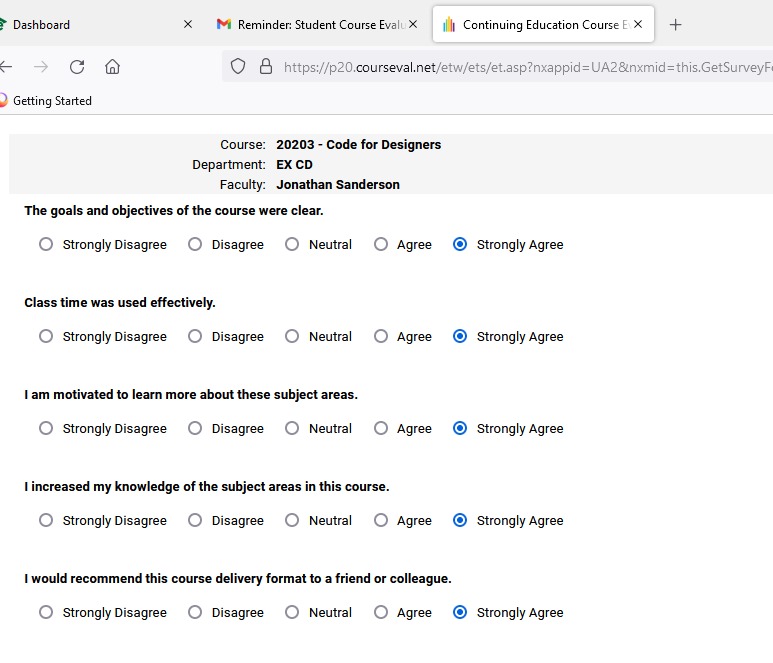 Dashboard
Reminder: Student Course Evalu
Continuing Education Course E
https://p20.courseval.net/etw/ets/et.asp?nxappid=UA2&nxmid=this.GetSurveyF
Getting Started
Course: 20203 - Code for Designers
Department: EX CD
Faculty: Jonathan Sanderson
The goals and objectives of the course were clear.
Strongly Disagree Disagree Neutral Agree Strongly Agree
Class time was used effectively.
Strongly Disagree Disagree Neutral Agree Strongly Agree
I am motivated to learn more about these subject areas.
Strongly Disagree Disagree Neutral Agree Strongly Agree
I increased my knowledge of the subject areas in this course.
Strongly Disagree Disagree Neutral Agree Strongly Agree
I would recommend this course delivery format to a friend or colleague.
Strongly Disagree Disagree Neutral Agree Strongly Agree